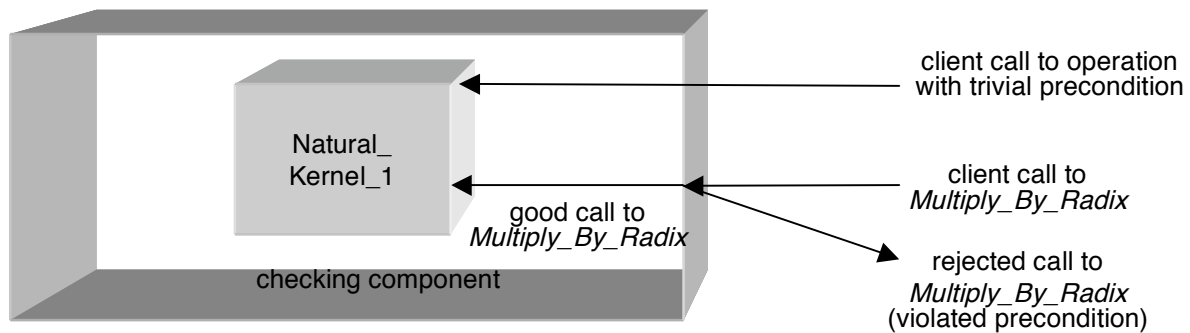 client call to operation
with trivial precondition
Natural_
Kernel_1
client call to
Multiply_By_Radix
good call to
Multiply_By_Radix
checking component
rejected call to
Multiply_By_Radix
(violated precondition)